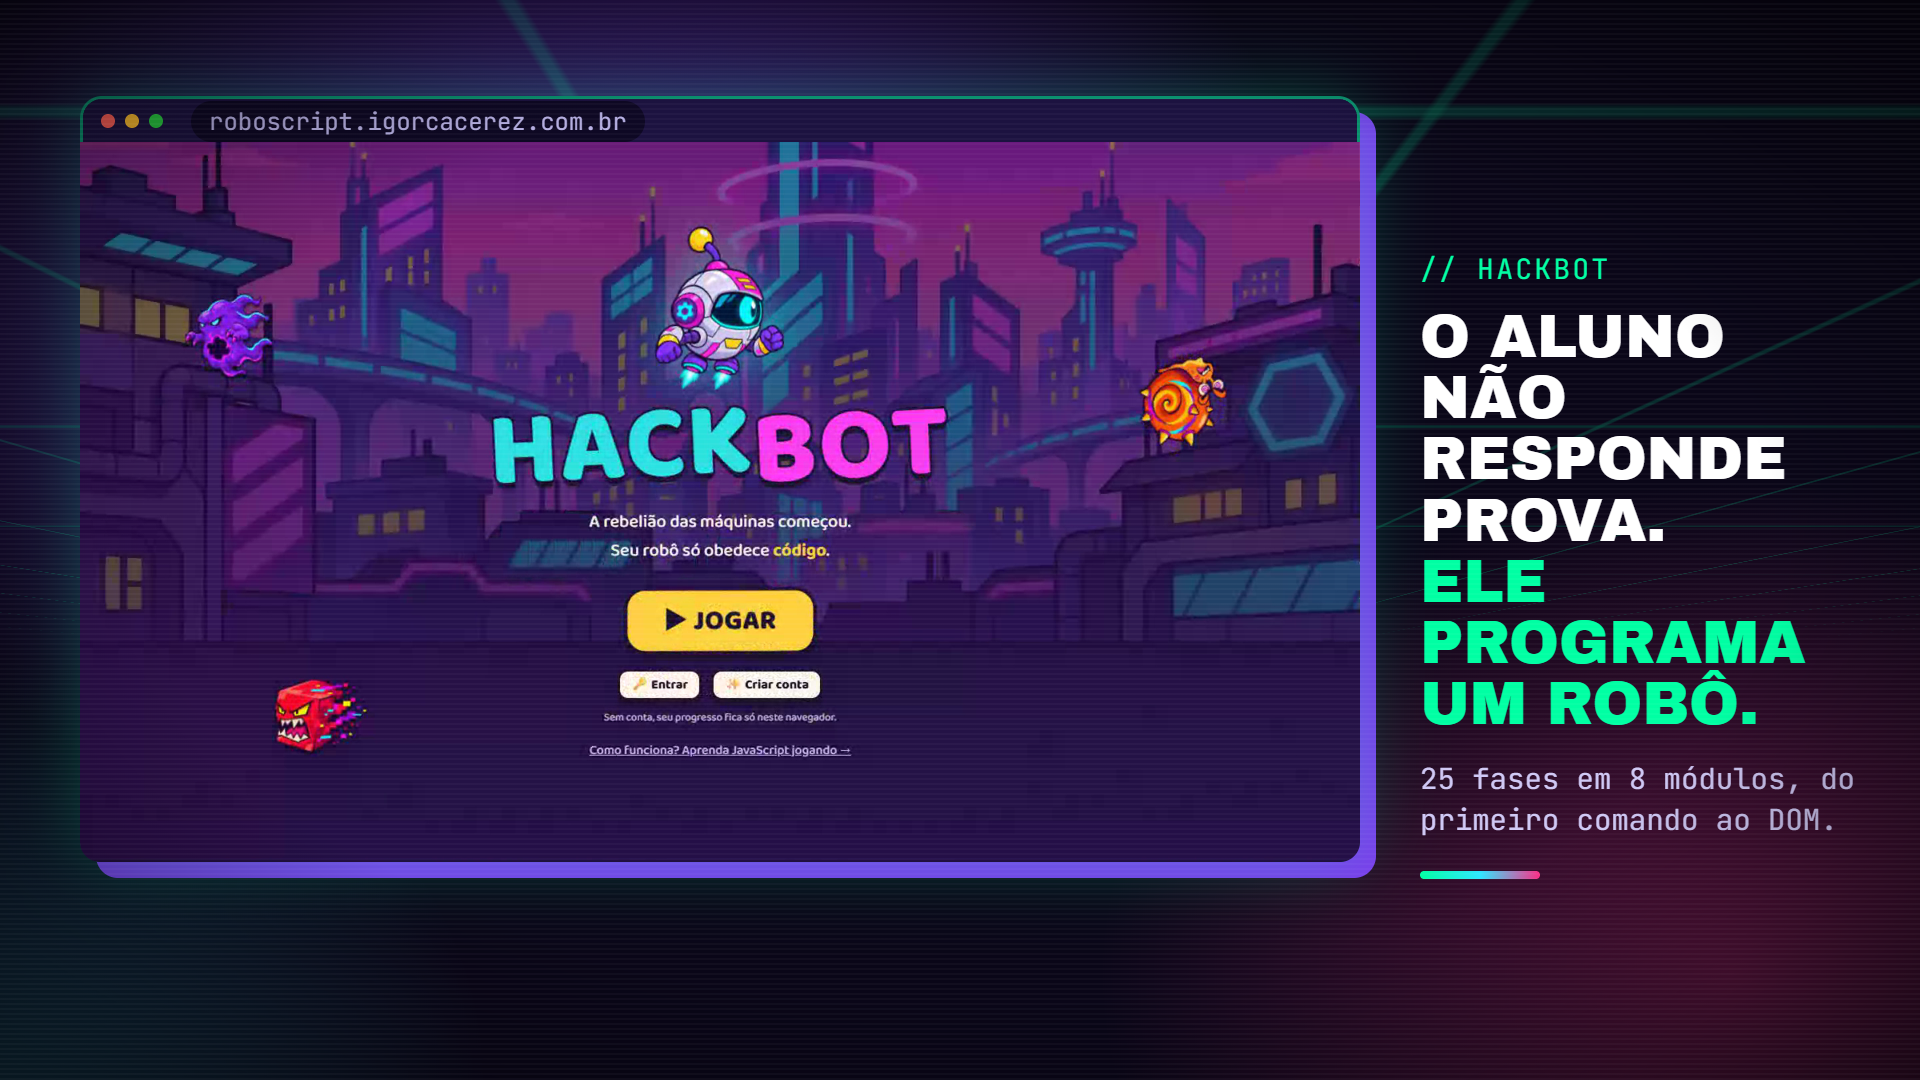 roboscript.igorcacerez.com.br
HACKBOT
A rebelião das máquinas começou.
Seu robô só obedece código.
▶ JOGAR
🔑 Entrar
✨ Criar conta
Sem conta, seu progresso fica só neste navegador.
Como funciona? Aprenda JavaScript jogando →
// HACKBOT
O ALUNO
NÃO
RESPONDE
PROVA.
ELE
PROGRAMA
UM ROBÔ.
25 fases em 8 módulos, do
primeiro comando ao DOM.